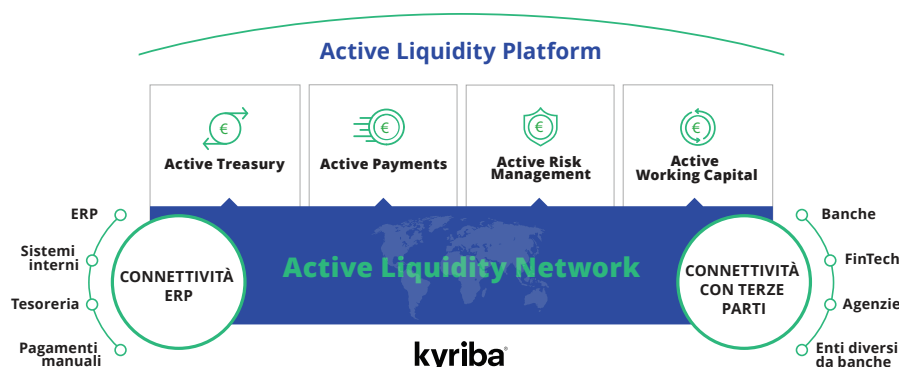 Active Liquidity Platform
€
€
€
€
Active Treasury
Active Payments
Active Risk
Management
Active
Working Capital
ERP
Sistemi
interni
Tesoreria
Pagamenti
manuali
CONNETTIVITÀ
ERP
Active Liquidity Network
CONNETTIVITÀ
CON TERZE
PARTI
Banche
FinTech
Agenzie
Enti diversi
da banche
kyriba®